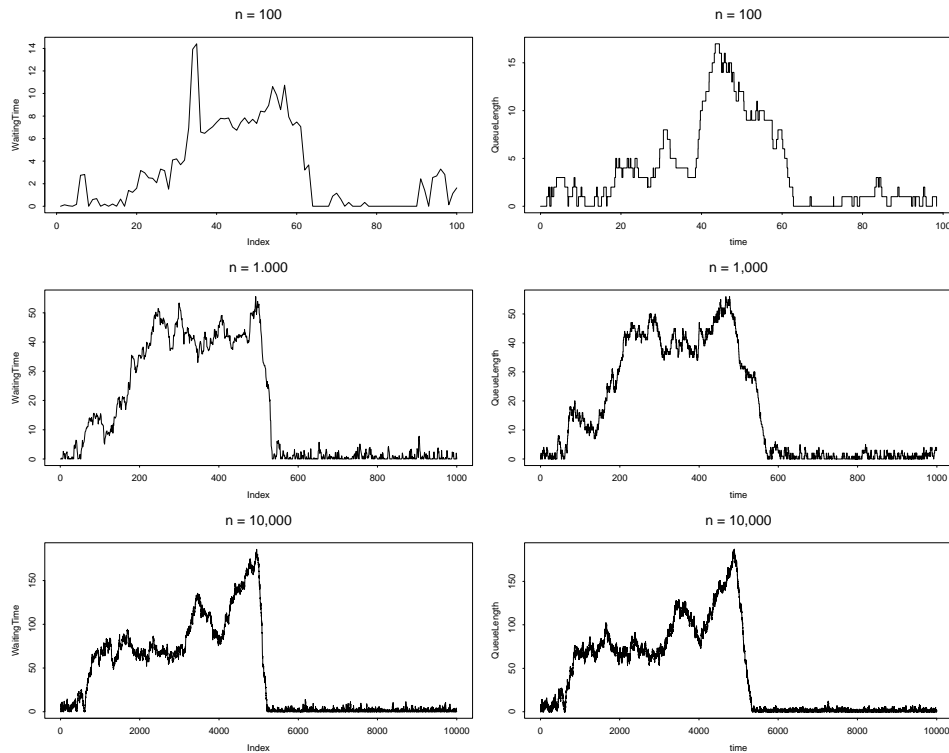 n = 100
WaitingTime
0 2 4 6 8 10 12 14
0 20 40 60 80 100
Index
n = 100
QueueLength
0 5 10 15
0 20 40 60 80 100
time
n = 1.000
WaitingTime
0 10 20 30 40 50
0 200 400 600 800 1000
Index
n = 1,000
QueueLength
0 10 20 30 40 50
0 200 400 600 800 1000
time
n = 10,000
WaitingTime
0 50 100 150
0 2000 4000 6000 8000 10000
Index
n = 10,000
QueueLength
0 50 100 150
0 2000 4000 6000 8000 10000
time